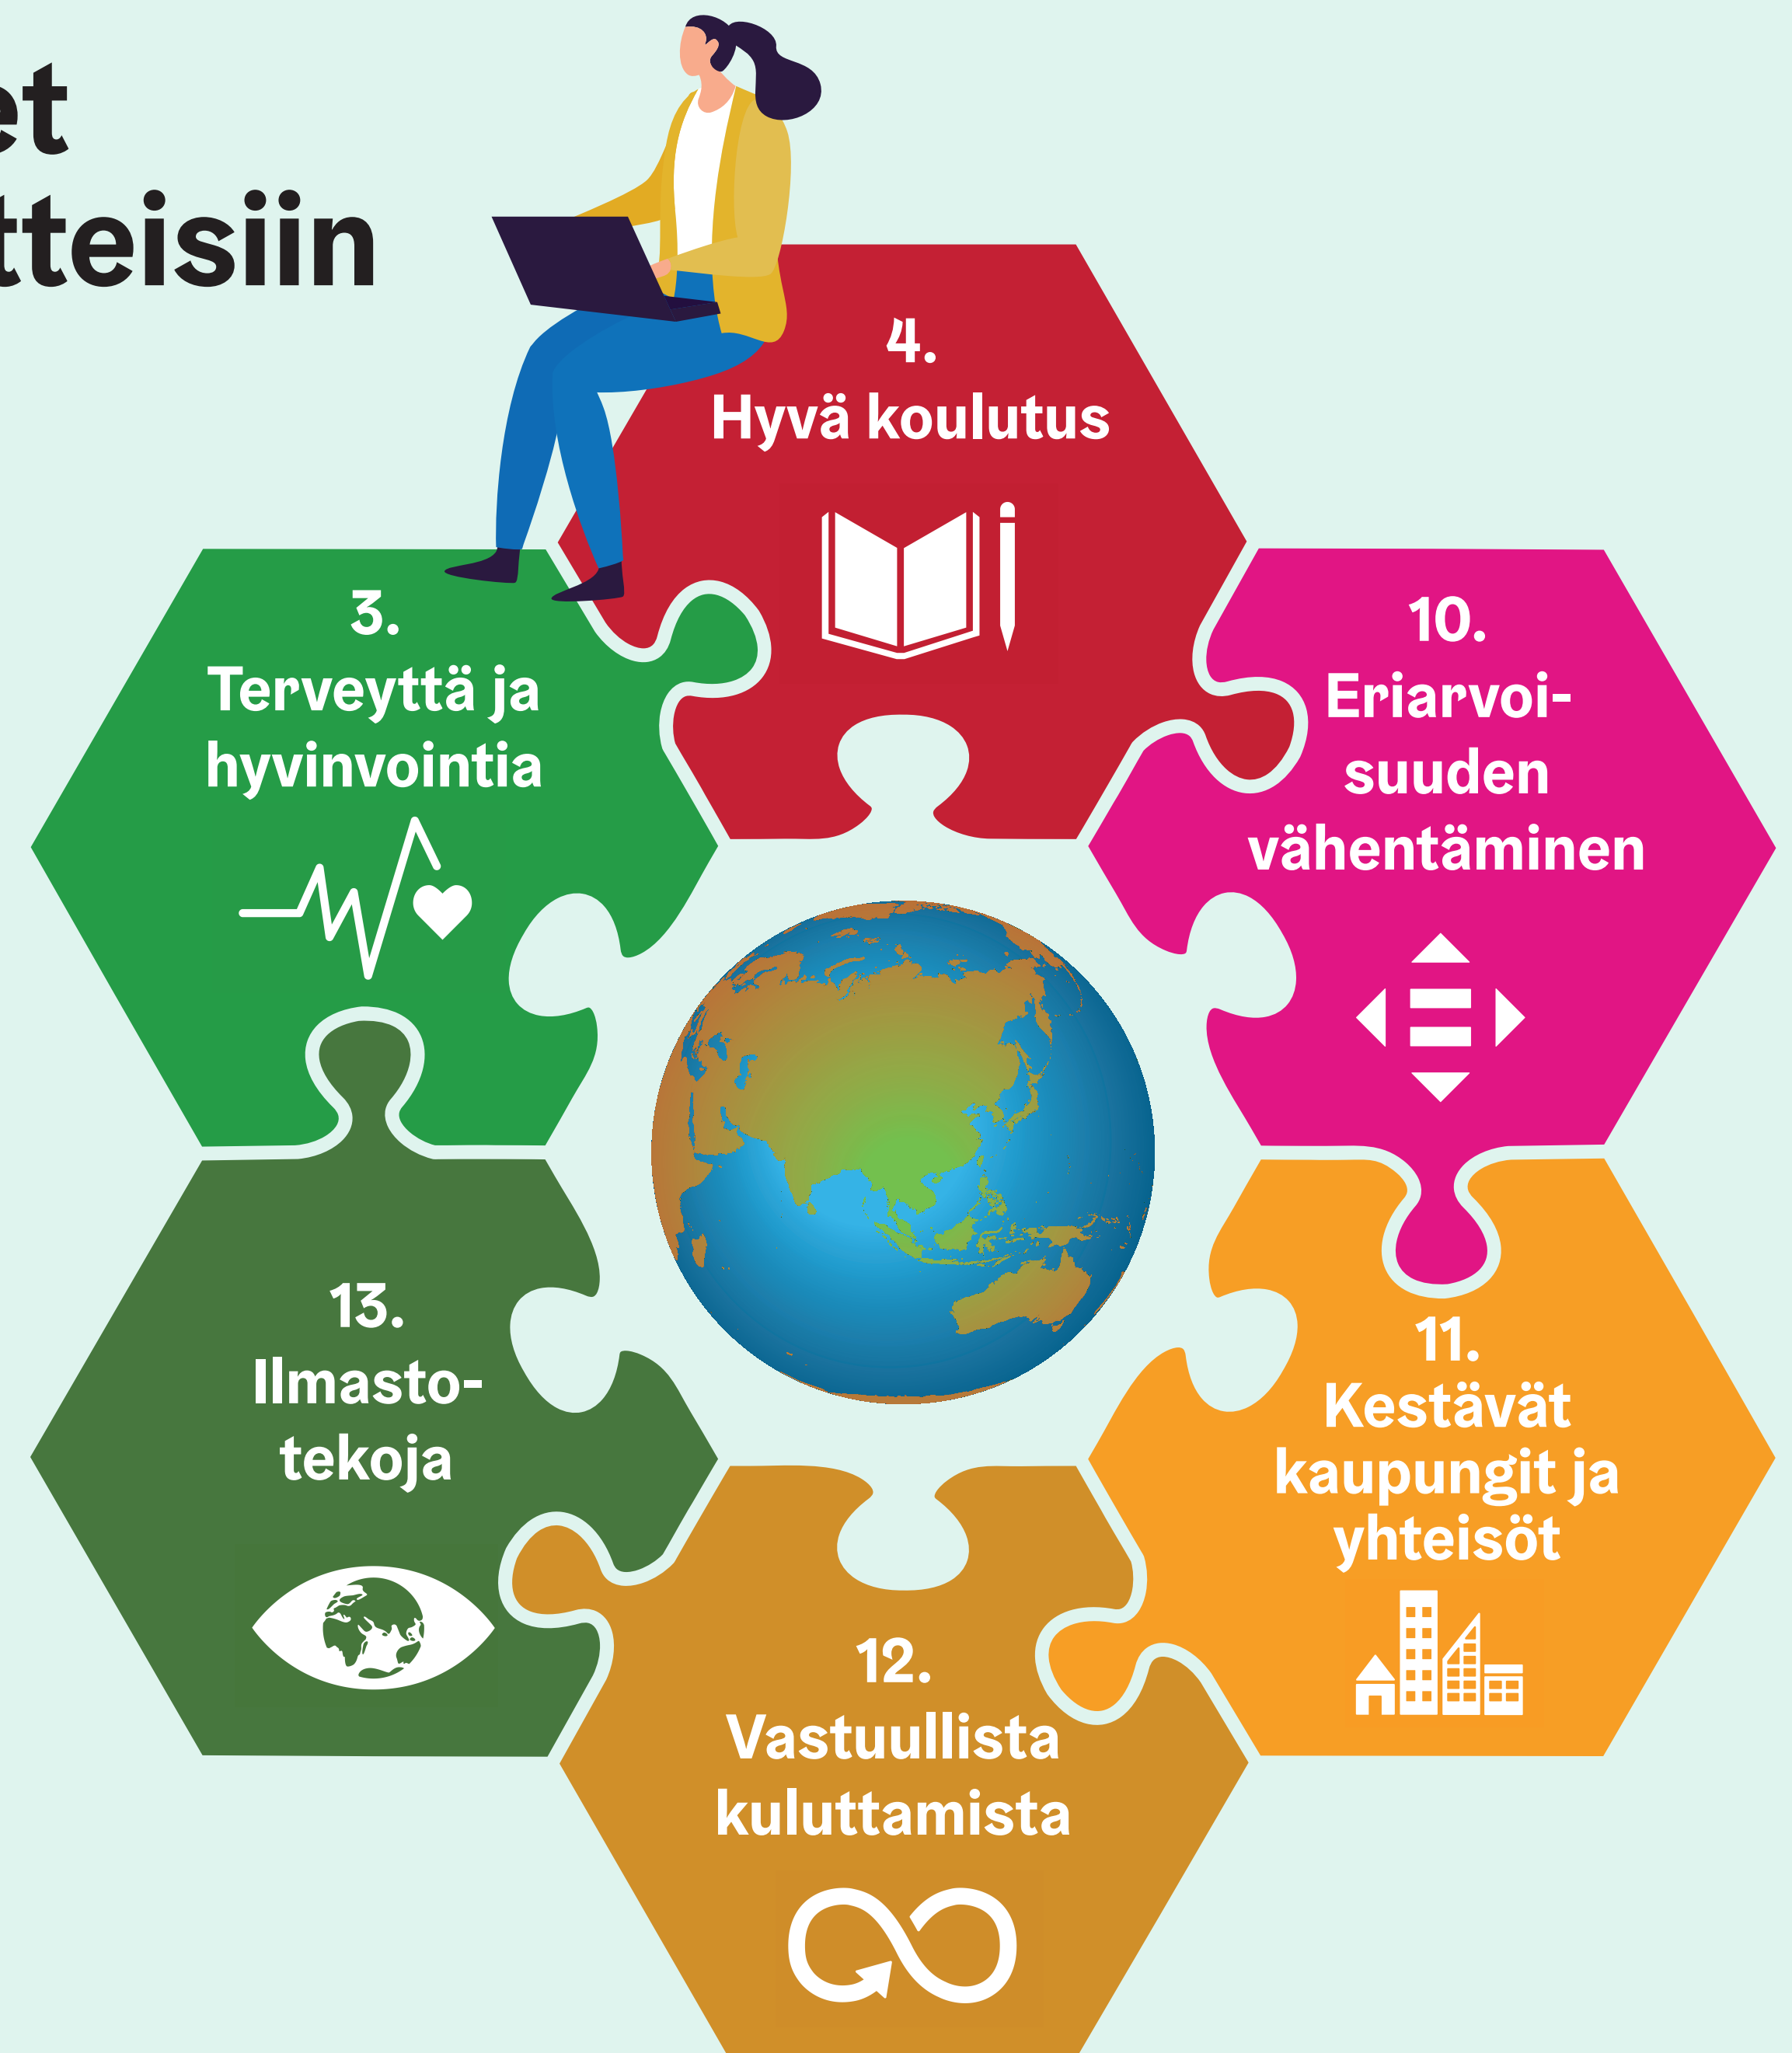 et
tteisiin
4.
Hyvä koulutus
3.
Terveyttä ja
hyvinvointia
10.
Eriarvoi-
suuden
vähentäminen
13.
Ilmasto-
tekoja
11.
Kestävät
kaupungit ja
yhteisöt
12.
Vastuullista
kuluttamista